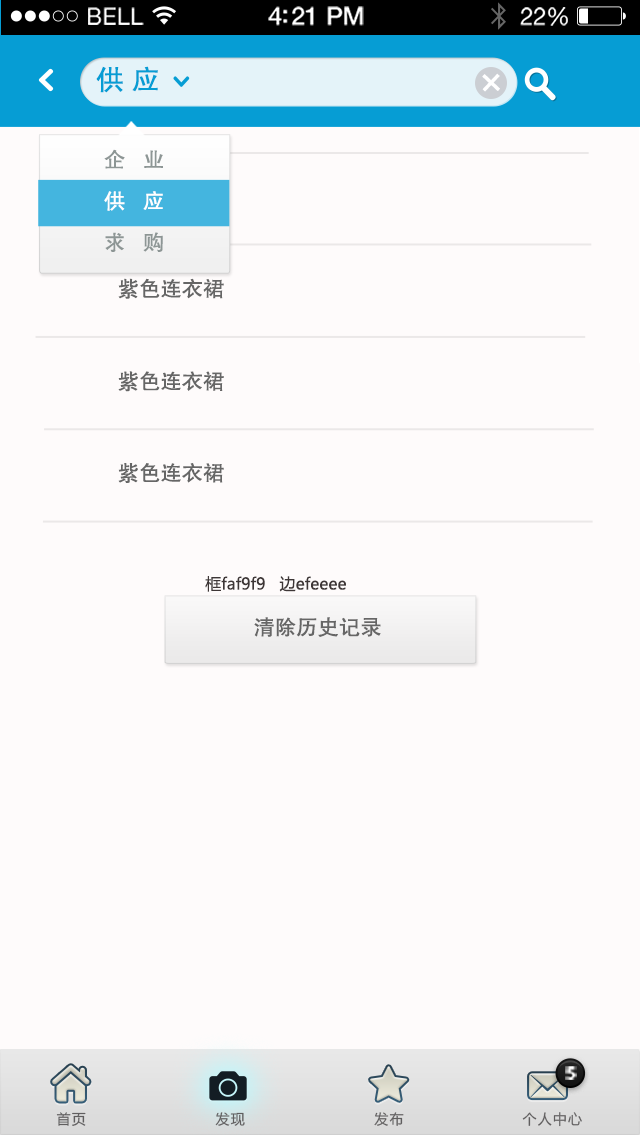 BELL 4:21 PM 22%
供 应
企 业
供 应
求 购
紫色连衣裙
紫色连衣裙
紫色连衣裙
框faf9f9 边efeeee
清除历史记录
5
首页 发现 发布 个人中心